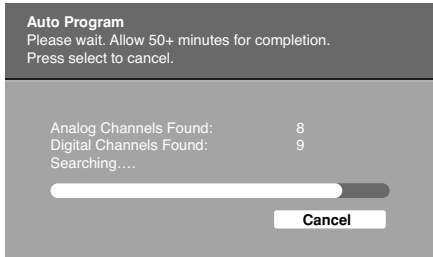 Auto Program
Please wait. Allow 50+ minutes for completion.
Press select to cancel.
Analog Channels Found: 8
Digital Channels Found: 9
Searching....
Cancel